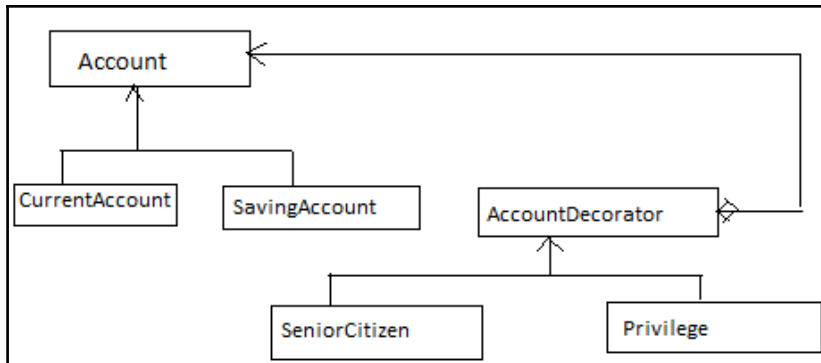 Account
CurrentAccount
SavingAccount
AccountDecorator
SeniorCitizen
Privilege